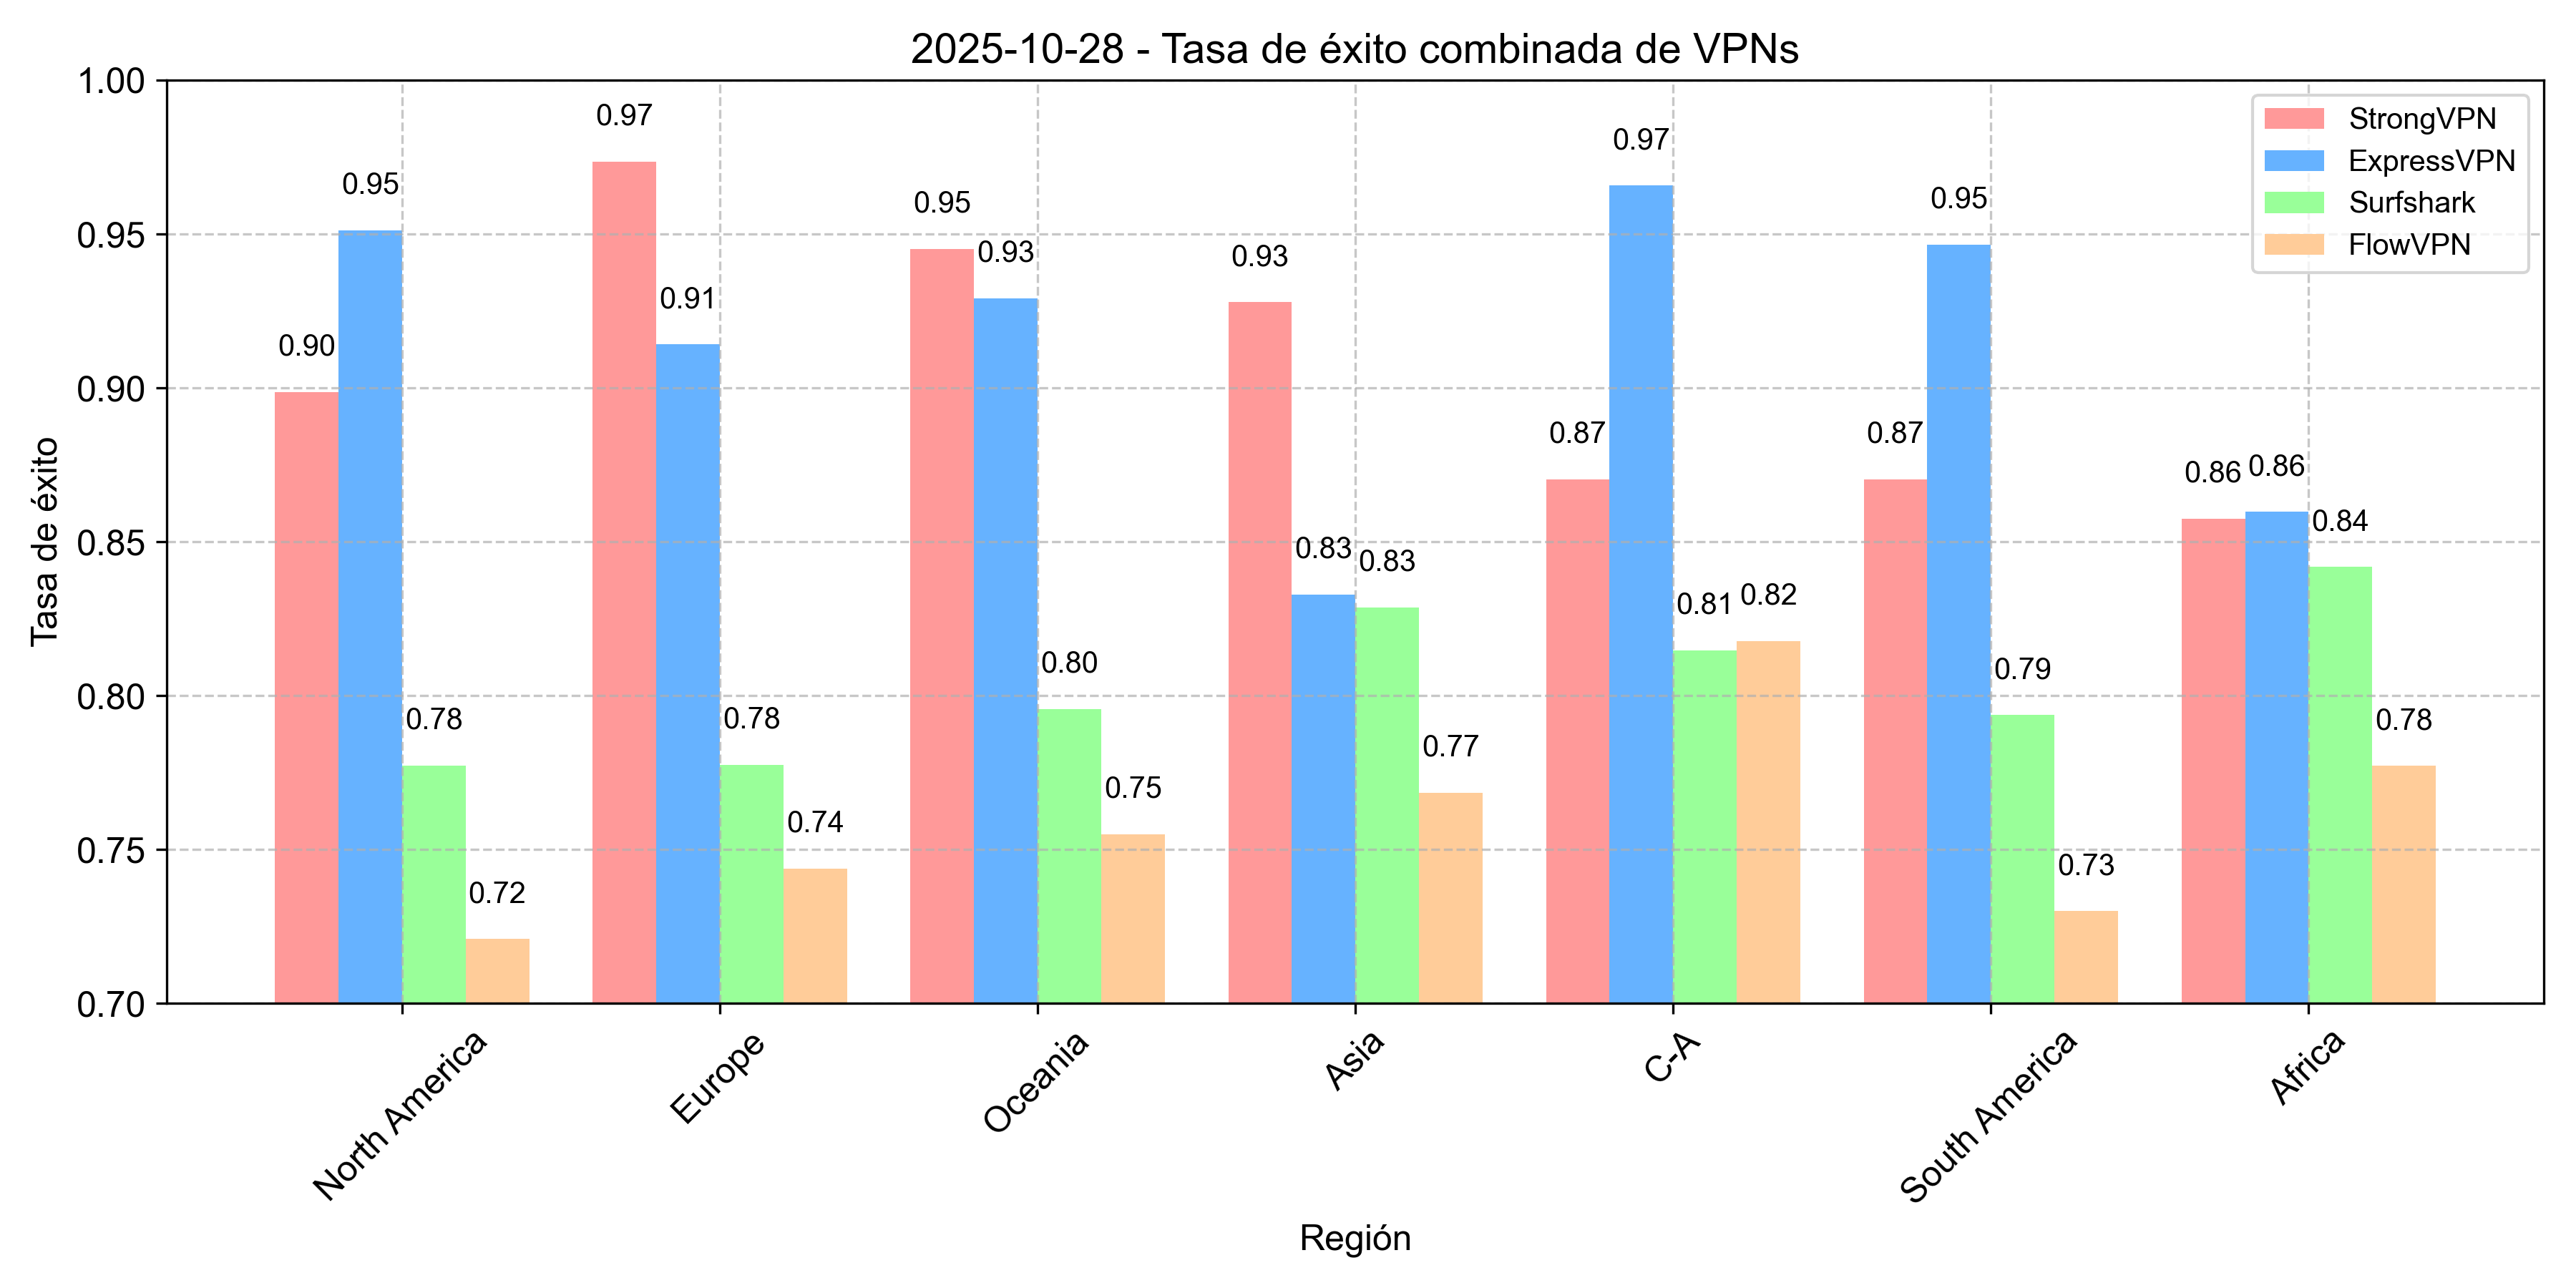 2025-10-28 - Tasa de éxito combinada de VPNs
Tasa de éxito
1.00
0.95
0.90
0.85
0.80
0.75
0.70
0.90
0.95
0.78
0.72
0.97
0.91
0.78
0.74
0.95
0.93
0.80
0.75
0.93
0.83
0.83
0.77
0.87
0.97
0.81
0.82
0.87
0.95
0.79
0.73
0.86
0.86
0.84
0.78
StrongVPN
ExpressVPN
Surfshark
FlowVPN
North America
Europe
Oceania
Asia
C-A
South America
Africa
Región